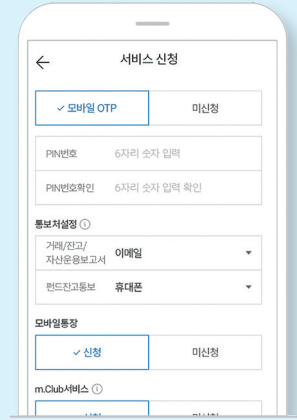 서비스 신청
✓ 모바일 OTP 미신청
PIN번호 6자리 숫자 입력
PIN번호확인 6자리 숫자 입력 확인
통보처설정 ⓘ
거래/잔고/
자산운용보고서 이메일
펀드잔고통보 휴대폰
모바일통장
✓ 신청 미신청
m.Club서비스 ⓘ